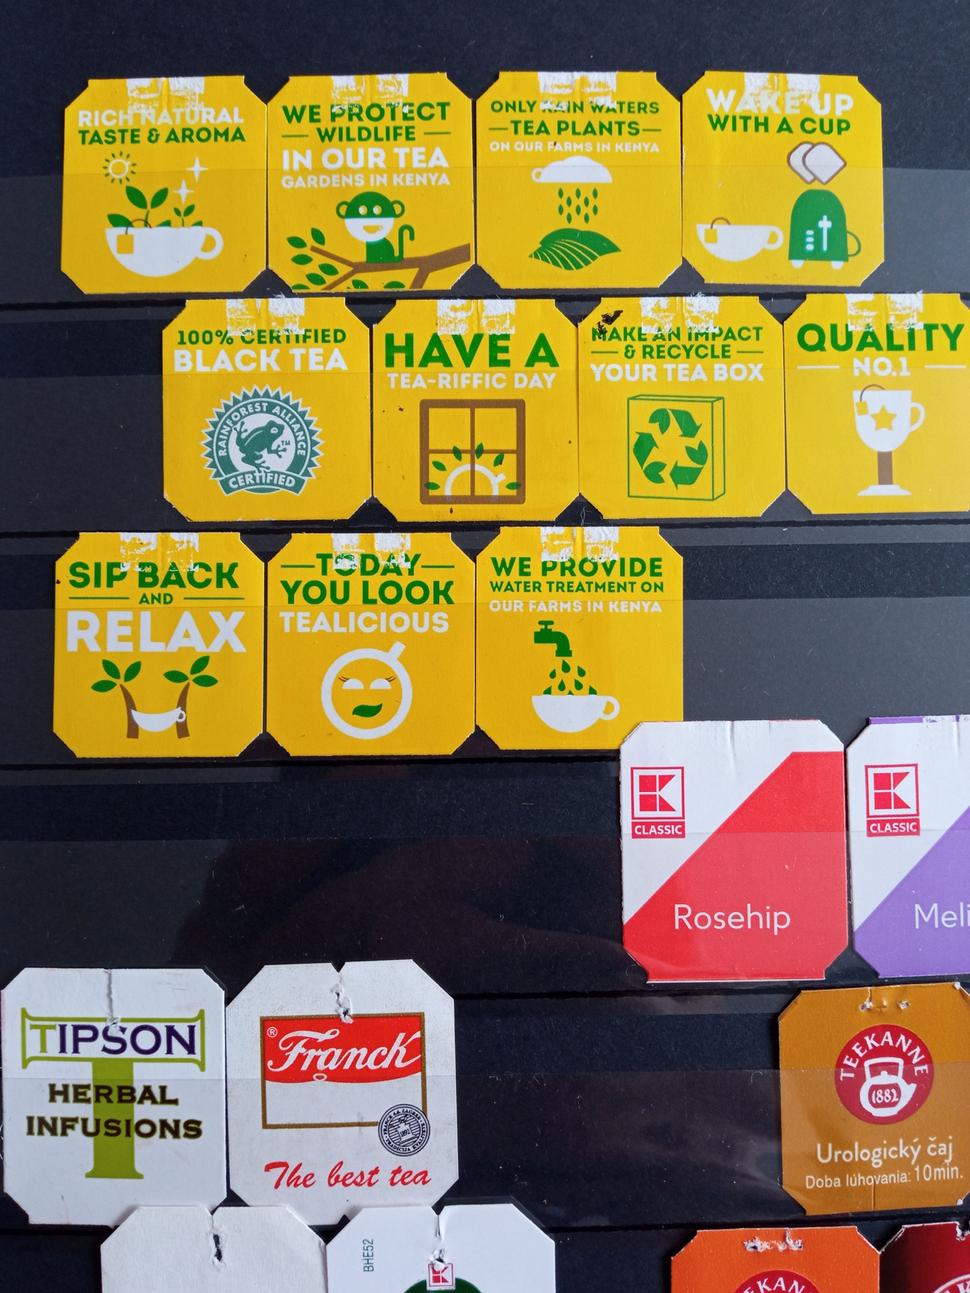 RICH NATURAL
TASTE & AROMA
WE PROTECT
WILDLIFE
IN OUR TEA
GARDENS IN KENYA
ONLY RAIN WATERS
TEA PLANTS
ON OUR FARMS IN KENYA
WAKE UP
WITH A CUP
100% CERTIFIED
BLACK TEA
RAINFOREST ALLIANCE
TM
CERTIFIED
HAVE A
TEA-RIFFIC DAY
MAKE AN IMPACT
& RECYCLE
YOUR TEA BOX
QUALITY
NO.1
SIP BACK
AND
RELAX
TODAY
YOU LOOK
TEALICIOUS
WE PROVIDE
WATER TREATMENT ON
OUR FARMS IN KENYA
K
CLASSIC
Rosehip
K
CLASSIC
Meli
TIPSON
HERBAL
INFUSIONS
®
Franck
The best tea
TEEKANNE
1882
Urologický čaj
Doba lúhovania: 10 min.
BHE52
K